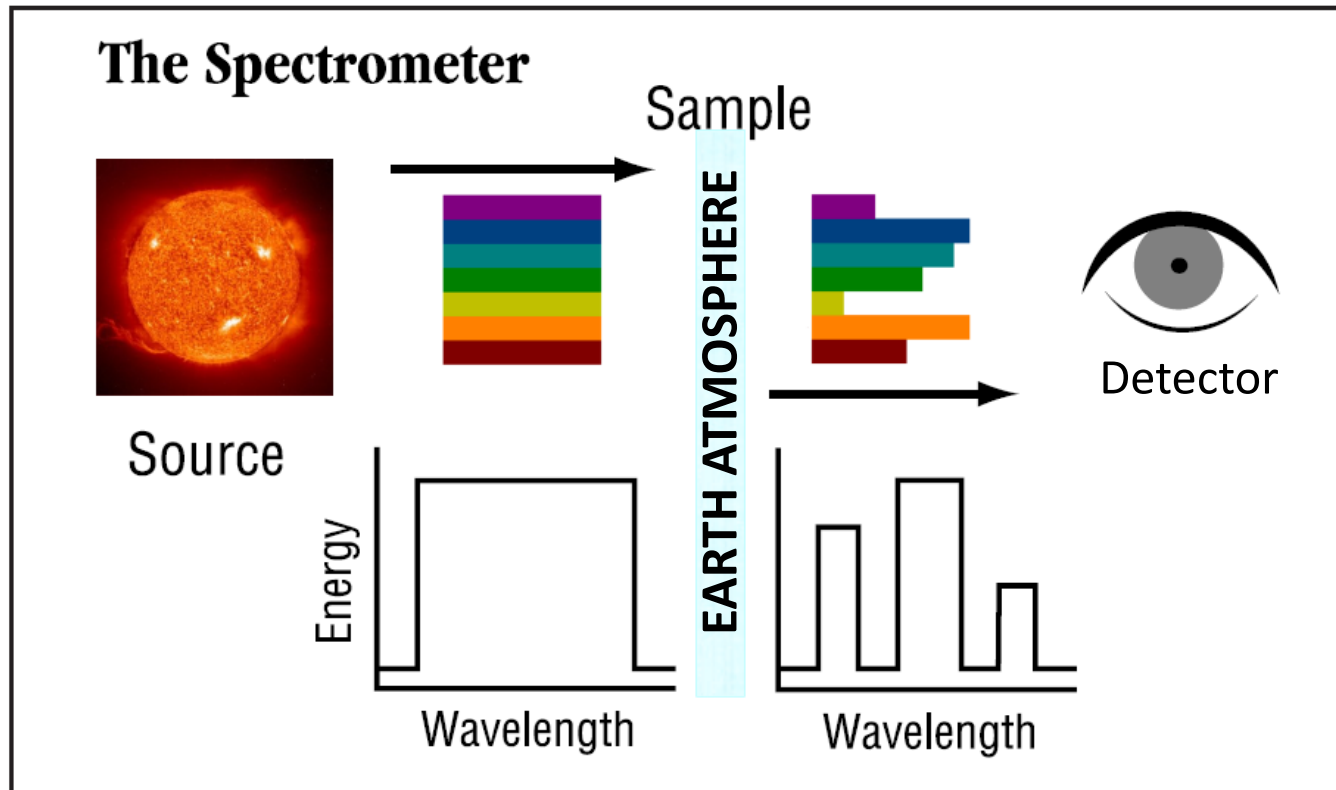 The Spectrometer
Sample
EARTH ATMOSPHERE
Source
Detector
Energy
Wavelength
Wavelength